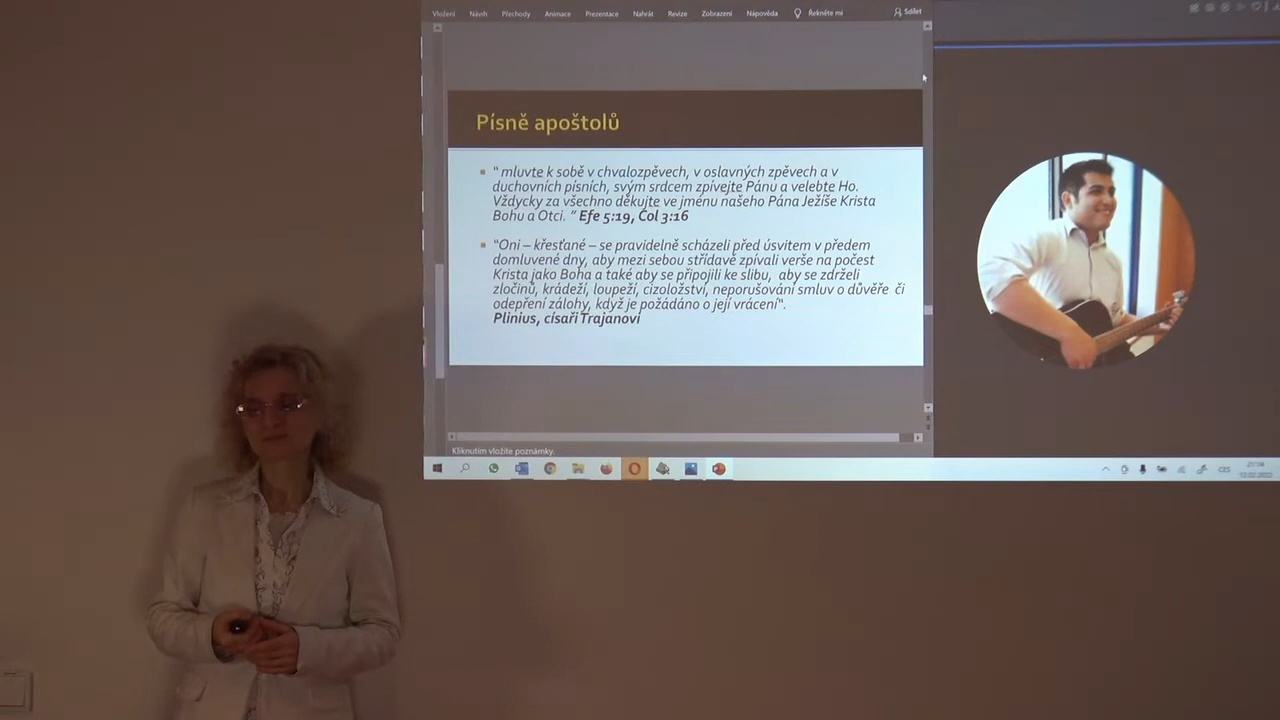 Vložení Návrh Přechody Animace Prezentace Nahrát Revize Zobrazení Nápověda Řekněte mi Sdílet
Písně apoštolů
“ mluvte k sobě v chvalozpěvech, v oslavných zpěvech a v
duchovních písních, svým srdcem zpívejte Pánu a velebte Ho.
Vždycky za všechno děkujte ve jménu našeho Pána Ježíše Krista
Bohu a Otci. ” Efe 5:19, Čol 3:16
“Oni – křesťané – se pravidelně scházeli před úsvitem v předem
domluvené dny, aby mezi sebou střídavě zpívali verše na počest
Krista jako Boha a také aby se připojili ke slibu, aby se zdrželi
zločinů, krádeží, loupeží, cizoložství, neporušování smluv o důvěře či
odepření zálohy, když je požádáno o její vrácení“.
Plinius, císaři Trajanovi
Kliknutím vložíte poznámky.
CES